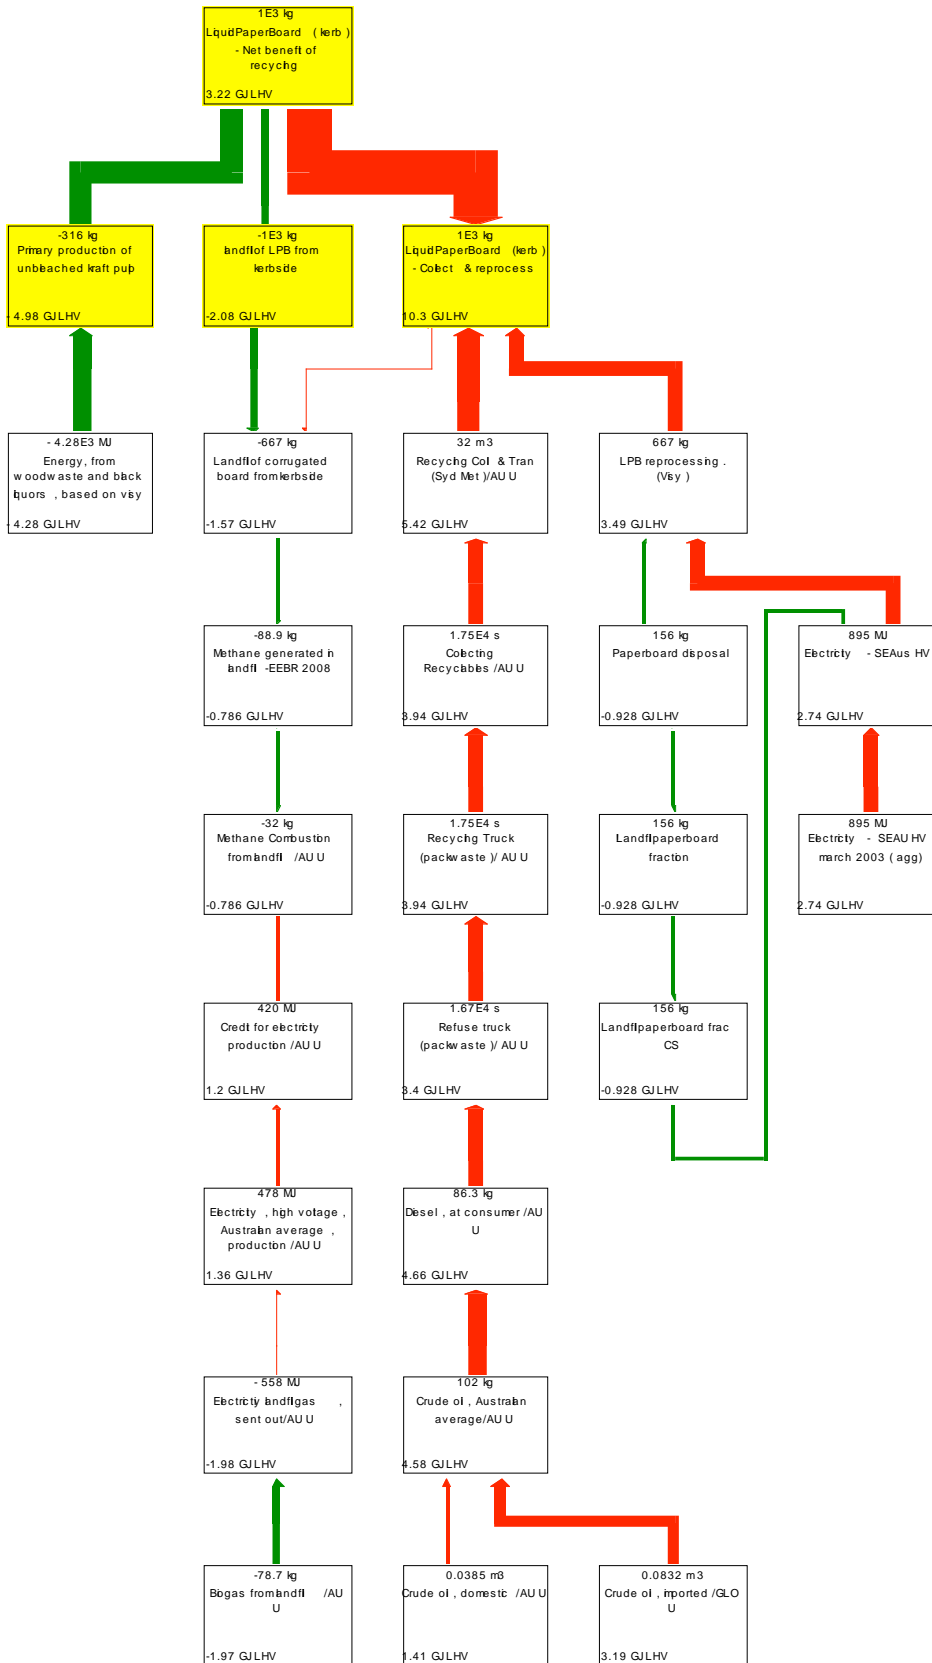 1E3 kg
LiquidPaperBoard (kerb)
- Net benefit of
recycling
3.22 GJ LHV
-316 kg
Primary production of
unbleached kraft pulp
-4.98 GJ LHV
-1E3 kg
landfill of LPB from
kerbside
-2.08 GJ LHV
1E3 kg
LiquidPaperBoard (kerb)
- Collect & reprocess
10.3 GJ LHV
-4.28E3 MJ
Energy, from
woodwaste and black
liquors, based on visy
-4.28 GJ LHV
-667 kg
Landfill of corrugated
board from kerbside
-1.57 GJ LHV
32 m3
Recycling Col & Tran
(Syd Met)/AU U
5.42 GJ LHV
667 kg
LPB reprocessing.
(Visy)
3.49 GJ LHV
-88.9 kg
Methane generated in
landfill -EEBR 2008
-0.786 GJ LHV
1.75E4 s
Collecting
Recyclables /AU U
3.94 GJ LHV
156 kg
Paperboard disposal
-0.928 GJ LHV
895 MJ
Electricity - SEAus HV
2.74 GJ LHV
-32 kg
Methane Combustion
from landfill /AU U
-0.786 GJ LHV
1.75E4 s
Recycling Truck
(packwaste)/ AU U
3.94 GJ LHV
156 kg
Landfill paperboard
fraction
-0.928 GJ LHV
895 MJ
Electricity - SEAU HV
march 2003 (agg)
2.74 GJ LHV
420 MJ
Credit for electricity
production /AU U
1.2 GJ LHV
1.67E4 s
Refuse truck
(packwaste)/ AU U
3.4 GJ LHV
156 kg
Landfill paperboard frac
CS
-0.928 GJ LHV
478 MJ
Electricity, high voltage,
Australian average,
production /AU U
1.36 GJ LHV
86.3 kg
Diesel, at consumer /AU
U
4.66 GJ LHV
-558 MJ
Electricity landfill gas,
sent out/AU U
-1.98 GJ LHV
102 kg
Crude oil, Australian
average/AU U
4.58 GJ LHV
-78.7 kg
Biogas from landfill /AU
U
-1.97 GJ LHV
0.0385 m3
Crude oil, domestic /AU U
1.41 GJ LHV
0.0832 m3
Crude oil, imported /GLO
U
3.19 GJ LHV